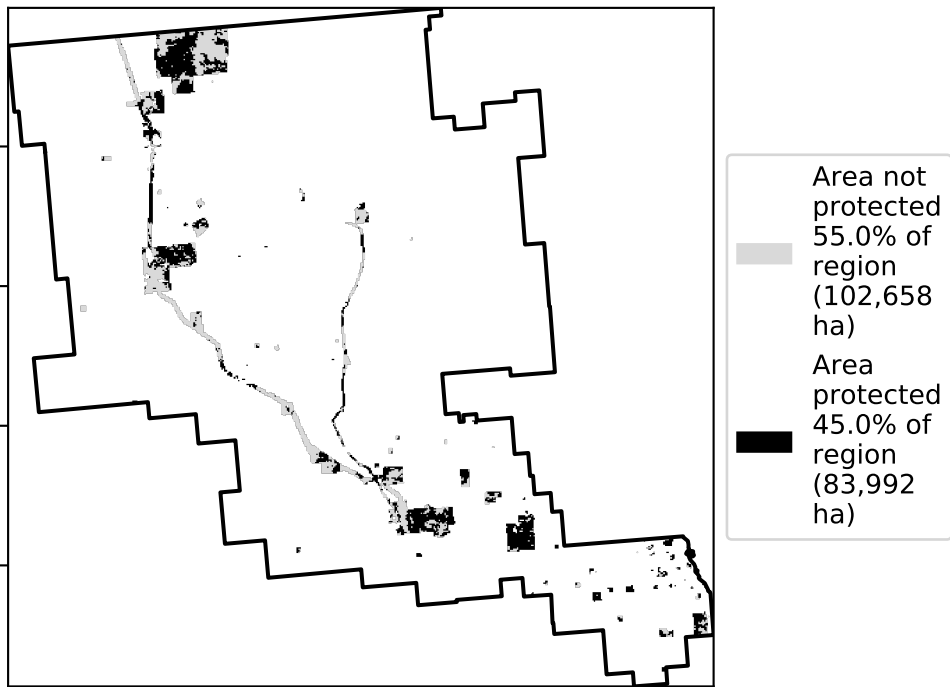 Area not
protected
55.0% of
region
(102,658
ha)
Area
protected
45.0% of
region
(83,992
ha)